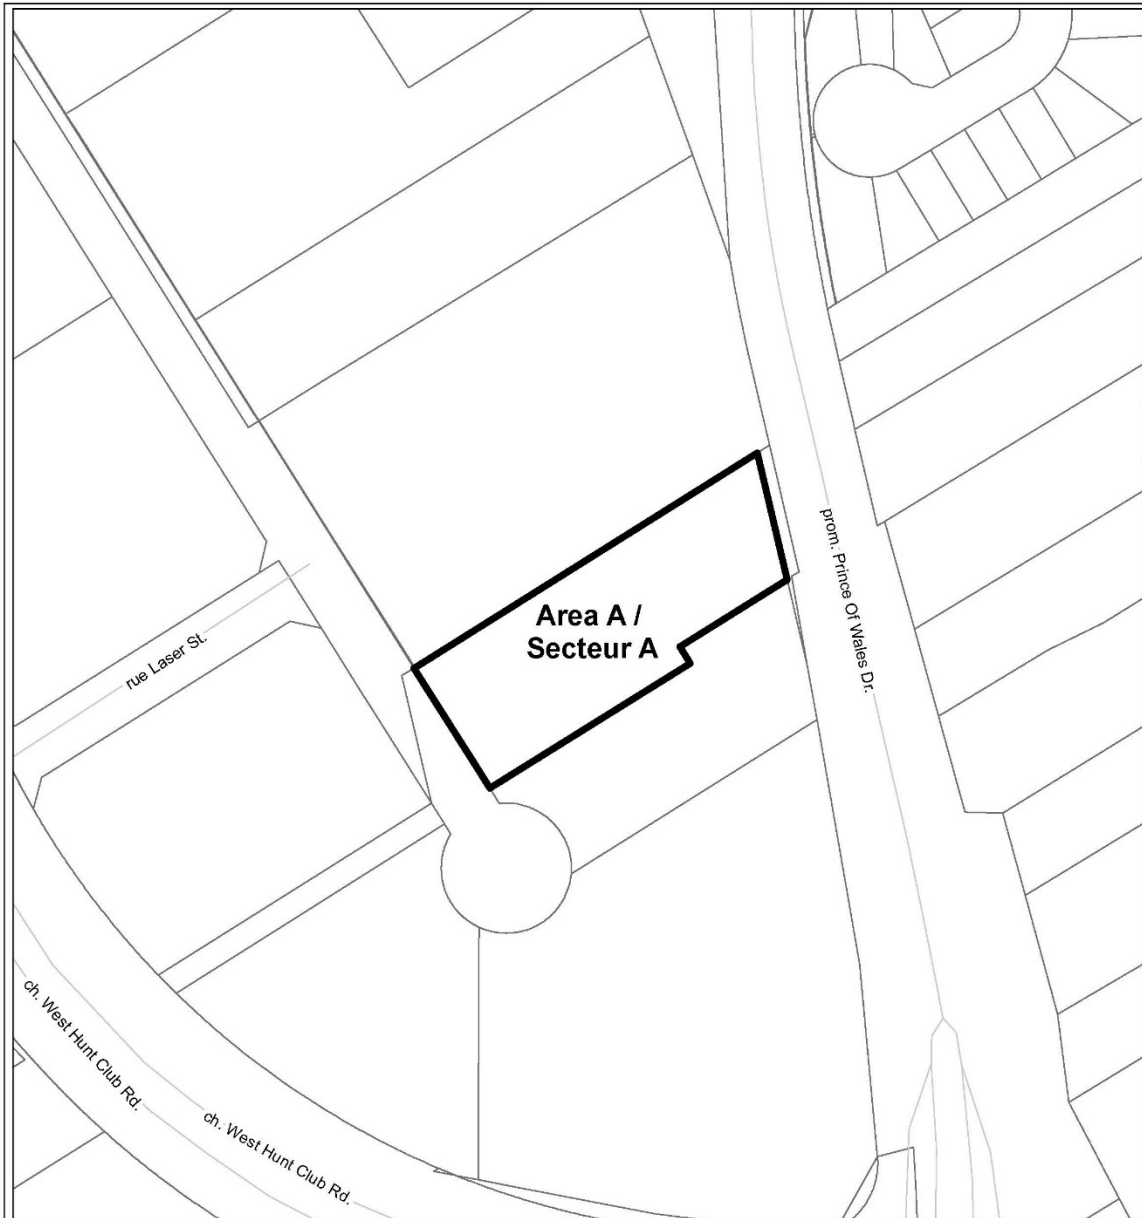 prom. Prince Of Wales Dr.
Area A /
Secteur A
rue Laser St.
ch. West Hunt Club Rd.
ch. West Hunt Club Rd.